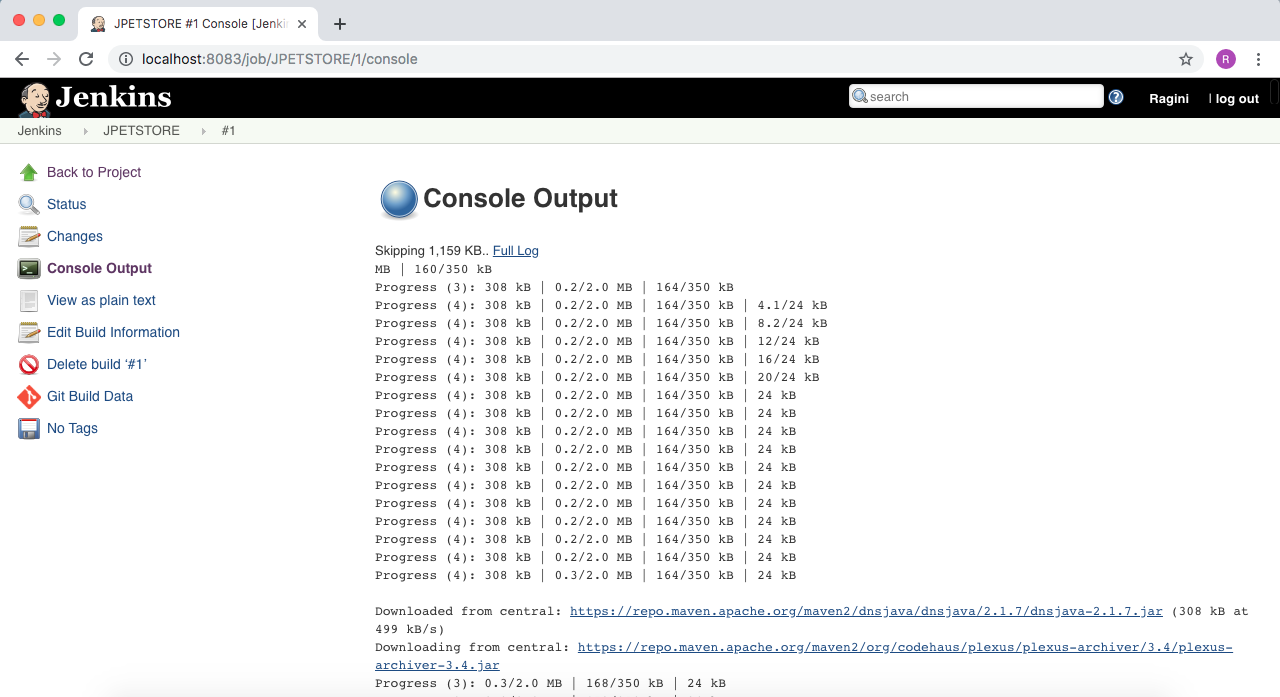 JPETSTORE #1 Console [Jenki
localhost:8083/job/JPETSTORE/1/console
R
Jenkins
search
?
Ragini
| log out
Jenkins
JPETSTORE
#1
Back to Project
Status
Changes
Console Output
View as plain text
Edit Build Information
Delete build ‘#1’
Git Build Data
No Tags
Console Output
Skipping 1,159 KB.. Full Log
MB | 160/350 kB
Progress (3): 308 kB | 0.2/2.0 MB | 164/350 kB
Progress (4): 308 kB | 0.2/2.0 MB | 164/350 kB | 4.1/24 kB
Progress (4): 308 kB | 0.2/2.0 MB | 164/350 kB | 8.2/24 kB
Progress (4): 308 kB | 0.2/2.0 MB | 164/350 kB | 12/24 kB
Progress (4): 308 kB | 0.2/2.0 MB | 164/350 kB | 16/24 kB
Progress (4): 308 kB | 0.2/2.0 MB | 164/350 kB | 20/24 kB
Progress (4): 308 kB | 0.2/2.0 MB | 164/350 kB | 24 kB
Progress (4): 308 kB | 0.2/2.0 MB | 164/350 kB | 24 kB
Progress (4): 308 kB | 0.2/2.0 MB | 164/350 kB | 24 kB
Progress (4): 308 kB | 0.2/2.0 MB | 164/350 kB | 24 kB
Progress (4): 308 kB | 0.2/2.0 MB | 164/350 kB | 24 kB
Progress (4): 308 kB | 0.2/2.0 MB | 164/350 kB | 24 kB
Progress (4): 308 kB | 0.2/2.0 MB | 164/350 kB | 24 kB
Progress (4): 308 kB | 0.2/2.0 MB | 164/350 kB | 24 kB
Progress (4): 308 kB | 0.2/2.0 MB | 164/350 kB | 24 kB
Progress (4): 308 kB | 0.2/2.0 MB | 164/350 kB | 24 kB
Progress (4): 308 kB | 0.3/2.0 MB | 164/350 kB | 24 kB
Downloaded from central: https://repo.maven.apache.org/maven2/dnsjava/dnsjava/2.1.7/dnsjava-2.1.7.jar (308 kB at
499 kB/s)
Downloading from central: https://repo.maven.apache.org/maven2/org/codehaus/plexus/plexus-archiver/3.4/plexus-
archiver-3.4.jar
Progress (3): 0.3/2.0 MB | 168/350 kB | 24 kB